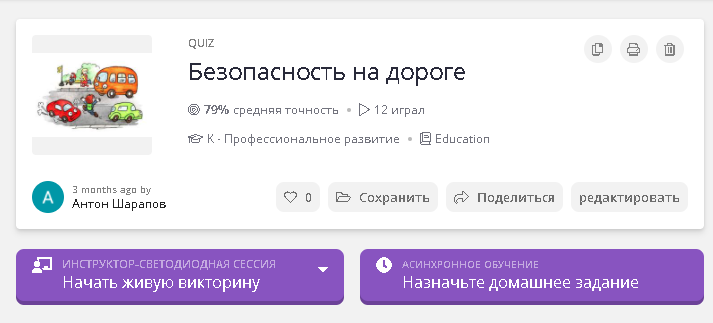 QUIZ
Безопасность на дороге
79% средняя точность • 12 играл
К - Профессиональное развитие • Education
A
3 months ago by
Антон Шарапов
0 Сохранить Поделиться редактировать
ИНСТРУКТОР-СВЕТОДИОДНАЯ СЕССИЯ
Начать живую викторину
АСИНХРОННОЕ ОБУЧЕНИЕ
Назначьте домашнее задание